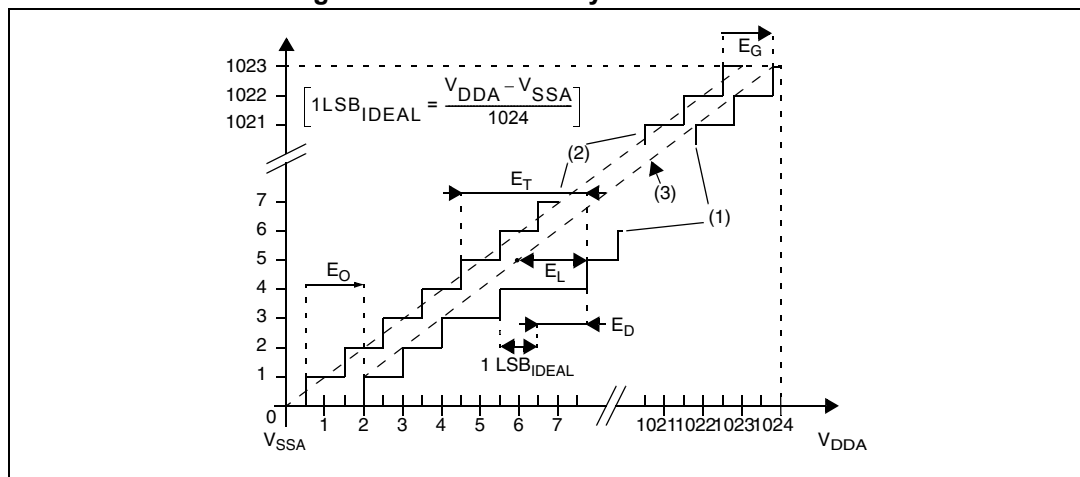 E_G
1023
1022
1021
[1LSB_IDEAL = V_DDA - V_SSA / 1024]
(2)
E_T
(3)
(1)
7
6
5
4
3
2
1
0
E_O
E_L
E_D
1 LSB_IDEAL
1 2 3 4 5 6 7 1021 1022 1023 1024
V_SSA
V_DDA